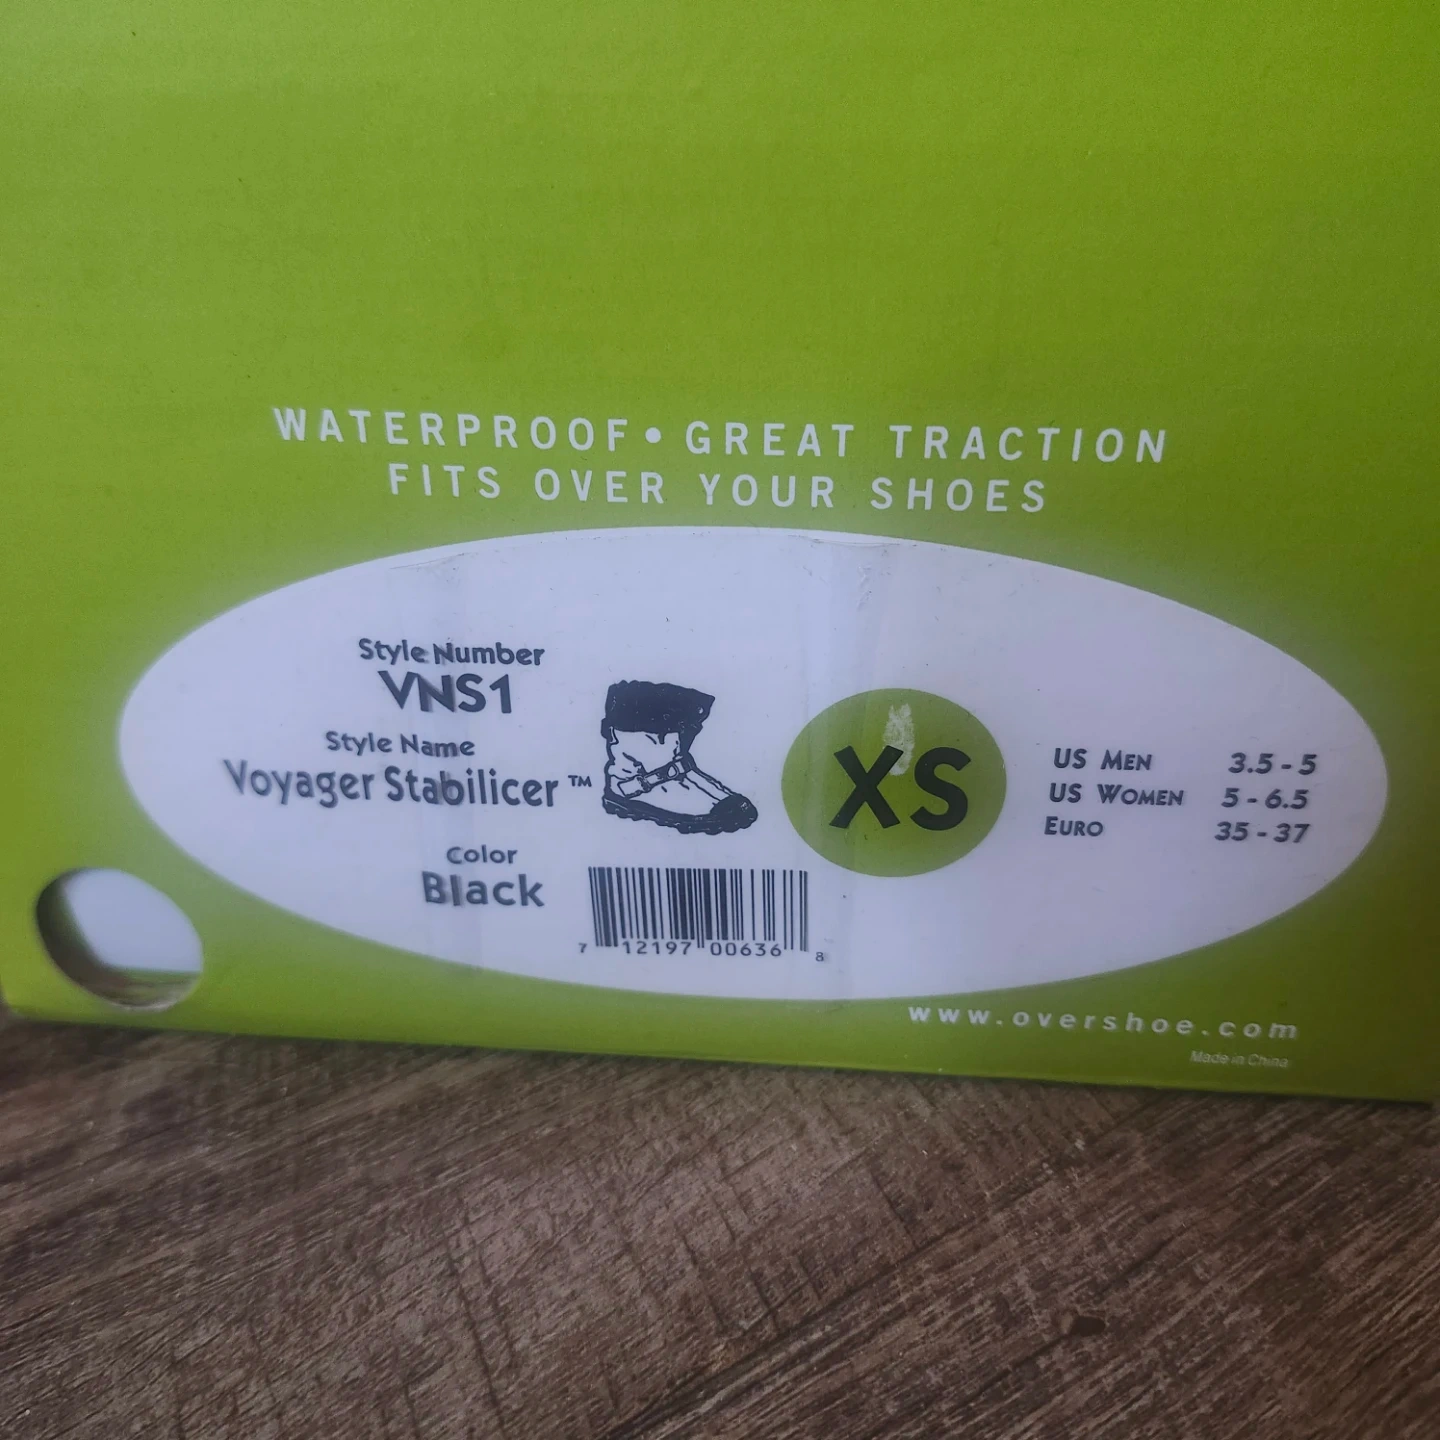 WATERPROOF • GREAT TRACTION
FITS OVER YOUR SHOES
Style Number
VNS1
Style Name
Voyager Stabilicer™
Color
Black
7 12197 00636 8
XS
US MEN 3.5 - 5
US WOMEN 5 - 6.5
EURO 35 - 37
www.overshoe.com
Made in China